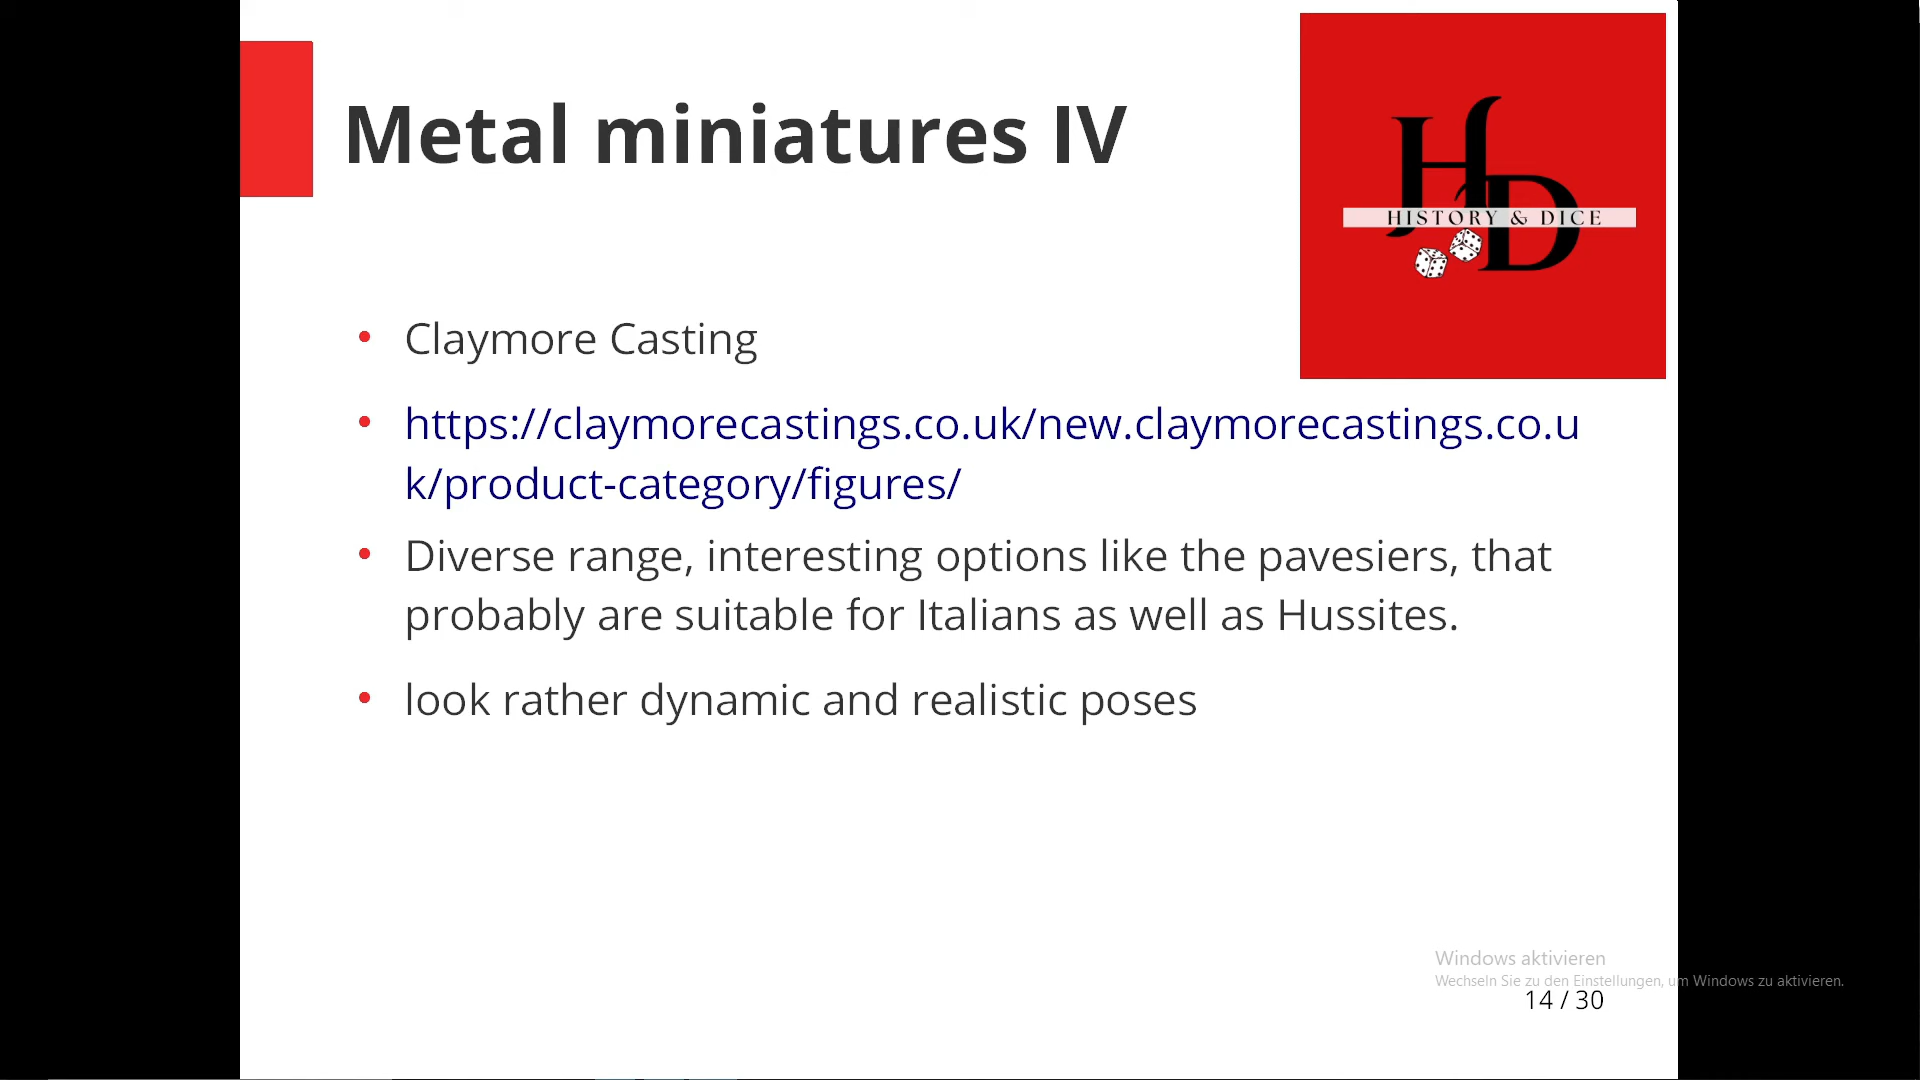 Metal miniatures IV
HD
HISTORY & DICE
Claymore Casting
https://claymorecastings.co.uk/new.claymorecastings.co.u
k/product-category/figures/
Diverse range, interesting options like the pavesiers, that
probably are suitable for Italians as well as Hussites.
look rather dynamic and realistic poses
Windows aktivieren
Wechseln Sie zu den Einstellungen, um Windows zu aktivieren.
14 / 30